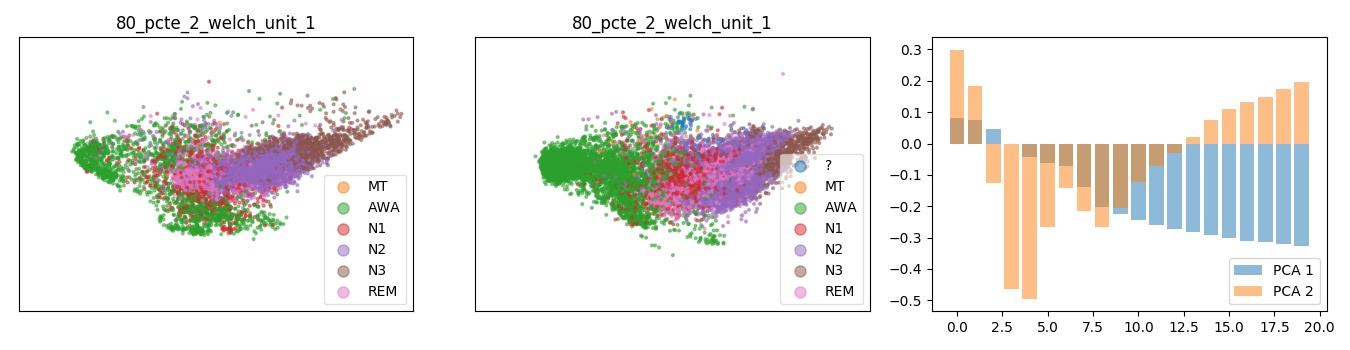 80_pcte_2_welch_unit_1
MT
AWA
N1
N2
N3
REM
80_pcte_2_welch_unit_1
?
MT
AWA
N1
N2
N3
REM
0.3
0.2
0.1
0.0
−0.1
−0.2
−0.3
−0.4
−0.5
0.0 2.5 5.0 7.5 10.0 12.5 15.0 17.5 20.0
PCA 1
PCA 2